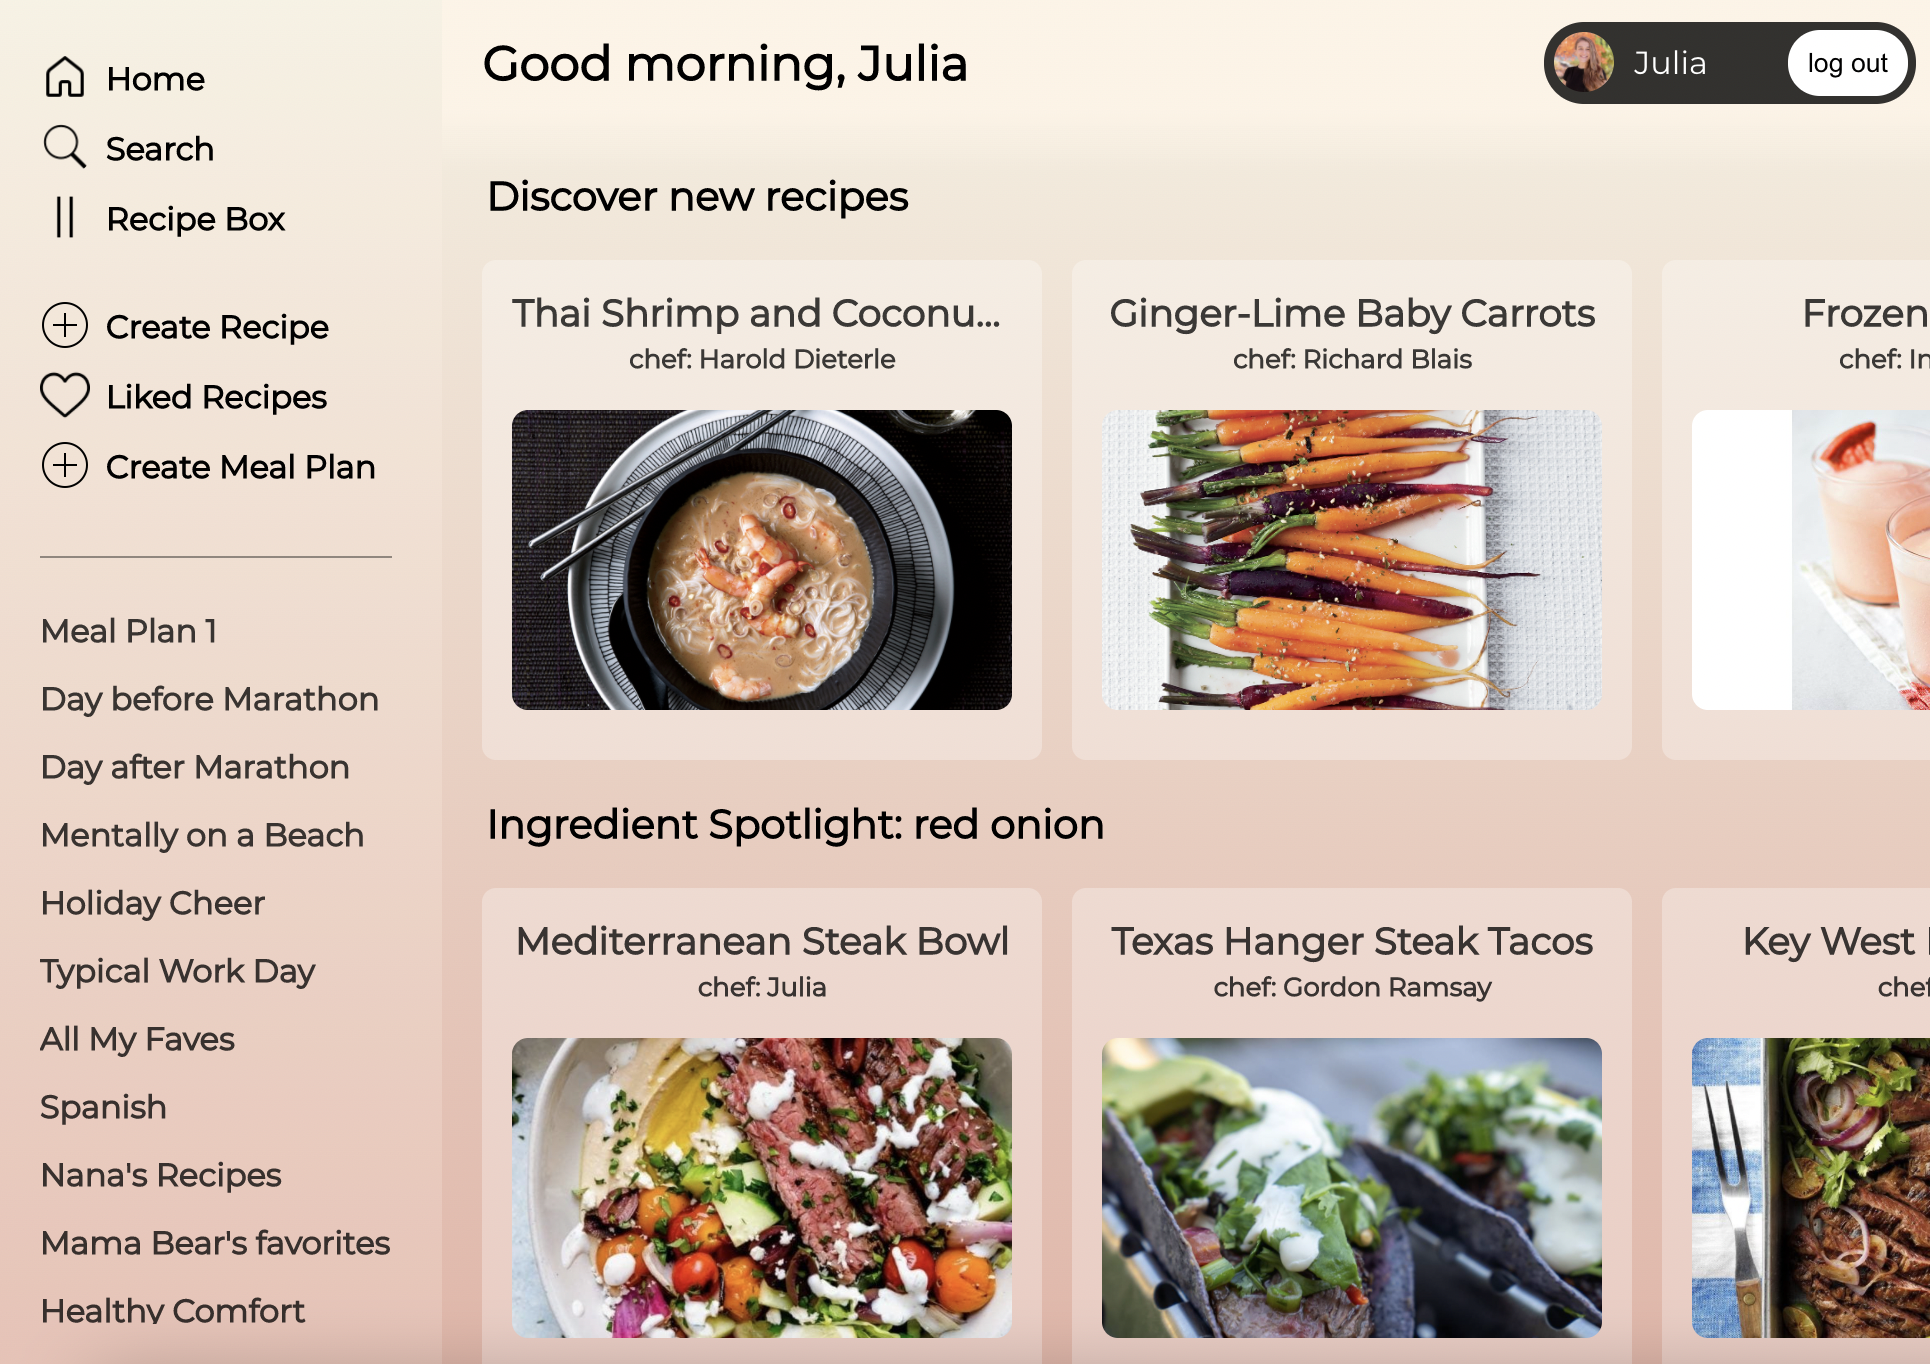 Home
Search
Recipe Box
Create Recipe
Liked Recipes
Create Meal Plan
Meal Plan 1
Day before Marathon
Day after Marathon
Mentally on a Beach
Holiday Cheer
Typical Work Day
All My Faves
Spanish
Nana's Recipes
Mama Bear's favorites
Healthy Comfort
Good morning, Julia
Julia
log out
Discover new recipes
Thai Shrimp and Coconu...
chef: Harold Dieterle
Ginger-Lime Baby Carrots
chef: Richard Blais
Frozen
chef: In
Ingredient Spotlight: red onion
Mediterranean Steak Bowl
chef: Julia
Texas Hanger Steak Tacos
chef: Gordon Ramsay
Key West
chef